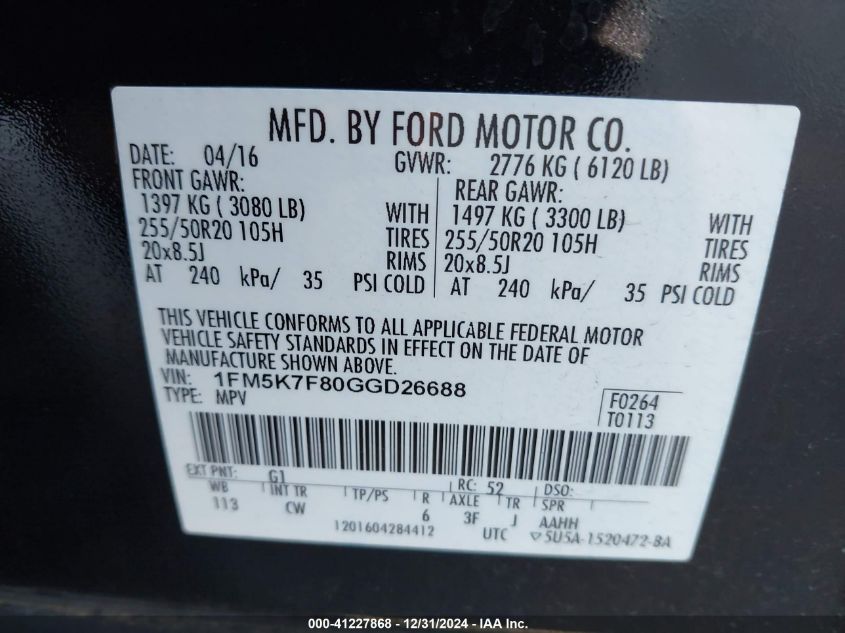 MFD. BY FORD MOTOR CO.
DATE: 04/16 GVWR: 2776 KG ( 6120 LB)
FRONT GAWR: REAR GAWR:
1397 KG ( 3080 LB) WITH 1497 KG ( 3300 LB) WITH
255/50R20 105H TIRES 255/50R20 105H TIRES
20x8.5J RIMS 20x8.5J RIMS
AT 240 kPa/ 35 PSI COLD AT 240 kPa/ 35 PSI COLD
THIS VEHICLE CONFORMS TO ALL APPLICABLE FEDERAL MOTOR
VEHICLE SAFETY STANDARDS IN EFFECT ON THE DATE OF
MANUFACTURE SHOWN ABOVE.
VIN: 1FM5K7F80GGD26688
TYPE: MPV
F0264
T0113
EXT PNT: G1 RC: 52 DSO:
WB INT TR TP/PS R AXLE TR SPR
113 CW 6 3F J AAHH
1201604284412 UTC ▽5U5A-1520472-BA
000-41227868 - 12/31/2024 - IAA Inc.